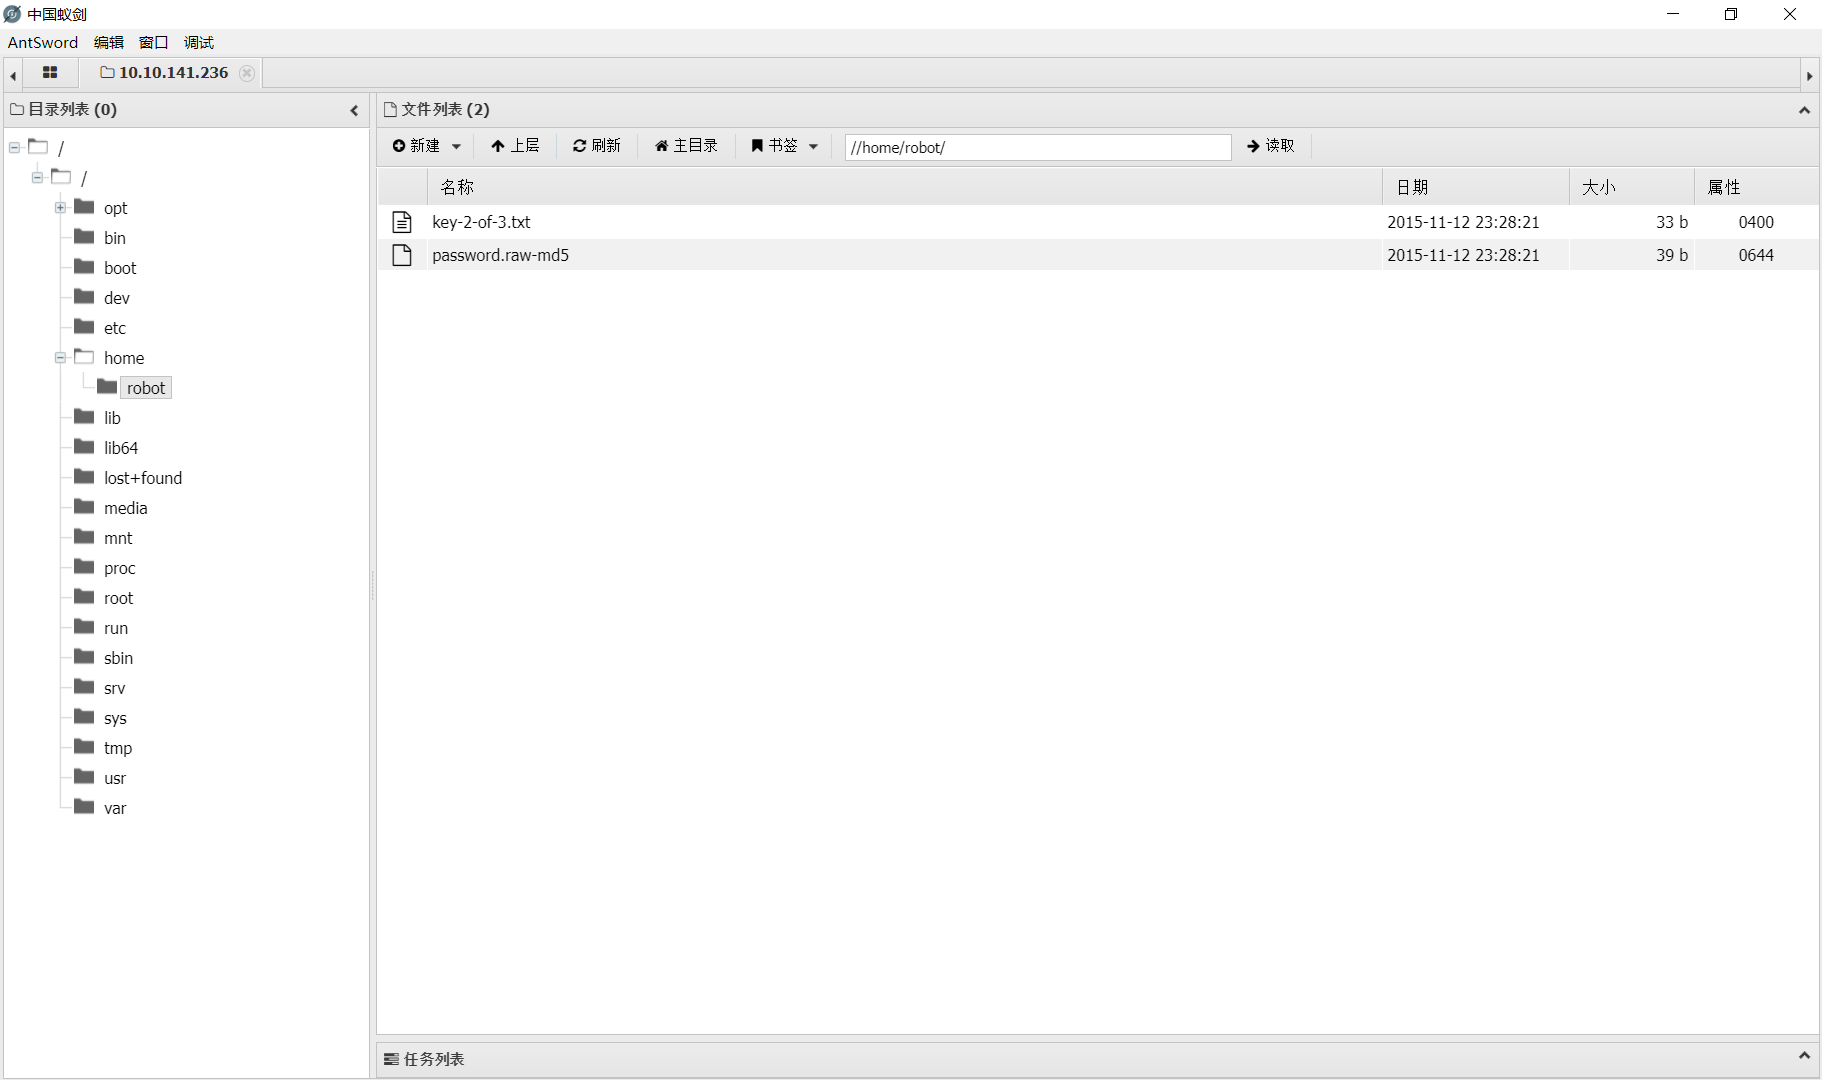 中国蚁剑
AntSword 编辑 窗口 调试
10.10.141.236
目录列表 (0)
/
/
opt
bin
boot
dev
etc
home
robot
lib
lib64
lost+found
media
mnt
proc
root
run
sbin
srv
sys
tmp
usr
var
文件列表 (2)
新建 上层 刷新 主目录 书签 //home/robot/ 读取
名称 日期 大小 属性
key-2-of-3.txt 2015-11-12 23:28:21 33 b 0400
password.raw-md5 2015-11-12 23:28:21 39 b 0644
任务列表